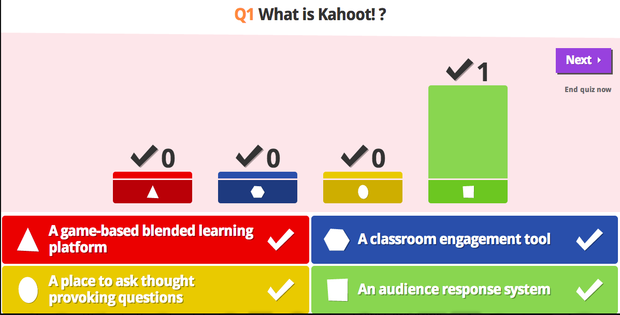 Q1 What is Kahoot! ?
Next
End quiz now
0
0
0
1
A game-based blended learning
platform
A classroom engagement tool
A place to ask thought
provoking questions
An audience response system